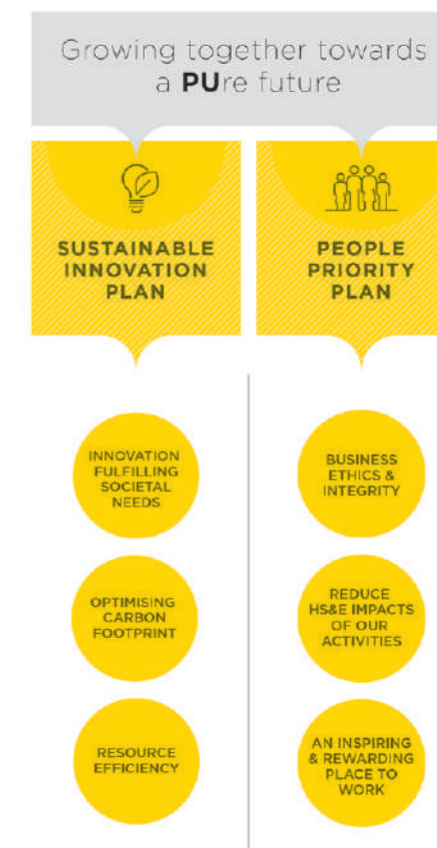 Growing together towards
a PUre future
SUSTAINABLE
INNOVATION
PLAN
INNOVATION
FULFILLING
SOCIETAL
NEEDS
OPTIMISING
CARBON
FOOTPRINT
RESOURCE
EFFICIENCY
PEOPLE
PRIORITY
PLAN
BUSINESS
ETHICS &
INTEGRITY
REDUCE
HS&E IMPACTS
OF OUR
ACTIVITIES
AN INSPIRING
& REWARDING
PLACE TO
WORK